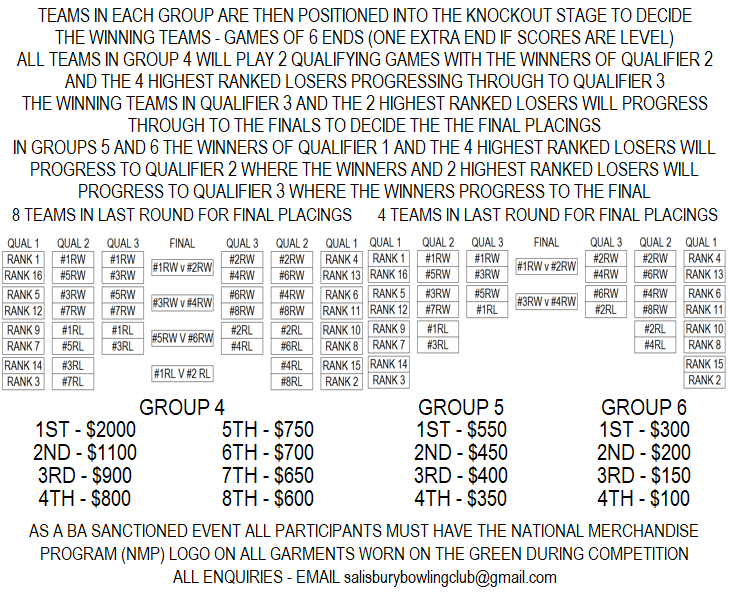 TEAMS IN EACH GROUP ARE THEN POSITIONED INTO THE KNOCKOUT STAGE TO DECIDE
THE WINNING TEAMS - GAMES OF 6 ENDS (ONE EXTRA END IF SCORES ARE LEVEL)
ALL TEAMS IN GROUP 4 WILL PLAY 2 QUALIFYING GAMES WITH THE WINNERS OF QUALIFIER 2
AND THE 4 HIGHEST RANKED LOSERS PROGRESSING THROUGH TO QUALIFIER 3
THE WINNING TEAMS IN QUALIFIER 3 AND THE 2 HIGHEST RANKED LOSERS WILL PROGRESS
THROUGH TO THE FINALS TO DECIDE THE THE FINAL PLACINGS
IN GROUPS 5 AND 6 THE WINNERS OF QUALIFIER 1 AND THE 4 HIGHEST RANKED LOSERS WILL
PROGRESS TO QUALIFIER 2 WHERE THE WINNERS AND 2 HIGHEST RANKED LOSERS WILL
PROGRESS TO QUALIFIER 3 WHERE THE WINNERS PROGRESS TO THE FINAL
8 TEAMS IN LAST ROUND FOR FINAL PLACINGS 4 TEAMS IN LAST ROUND FOR FINAL PLACINGS
QUAL 1 QUAL 2 QUAL 3 FINAL QUAL 3 QUAL 2 QUAL 1 QUAL 1 QUAL 2 QUAL 3 FINAL QUAL 3 QUAL 2 QUAL 1
RANK 1 #1RW #1RW #1RW v #2RW #2RW #2RW RANK 4 RANK 1 #1RW #1RW #1RW v #2RW #2RW #2RW RANK 4
RANK 16 #5RW #3RW #4RW #6RW RANK 13 RANK 16 #5RW #3RW #4RW #6RW RANK 13
RANK 5 #3RW #5RW #3RW v #4RW #6RW #4RW RANK 6 RANK 5 #3RW #5RW #3RW v #4RW #6RW #4RW RANK 6
RANK 12 #7RW #7RW #8RW #8RW RANK 11 RANK 12 #7RW #1RL #2RL #8RW RANK 11
RANK 9 #1RL #1RL #5RW V #6RW #2RL #2RL RANK 10 RANK 9 #1RL #2RL RANK 10
RANK 7 #5RL #3RL #4RL #6RL RANK 8 RANK 7 #3RL #4RL RANK 8
RANK 14 #3RL #1RL V #2 RL #4RL RANK 15 RANK 14 RANK 15
RANK 3 #7RL #8RL RANK 2 RANK 3 RANK 2
GROUP 4 GROUP 5 GROUP 6
1ST - $2000 5TH - $750 1ST - $550 1ST - $300
2ND - $1100 6TH - $700 2ND - $450 2ND - $200
3RD - $900 7TH - $650 3RD - $400 3RD - $150
4TH - $800 8TH - $600 4TH - $350 4TH - $100
AS A BA SANCTIONED EVENT ALL PARTICIPANTS MUST HAVE THE NATIONAL MERCHANDISE
PROGRAM (NMP) LOGO ON ALL GARMENTS WORN ON THE GREEN DURING COMPETITION
ALL ENQUIRIES - EMAIL salisburybowlingclub@gmail.com